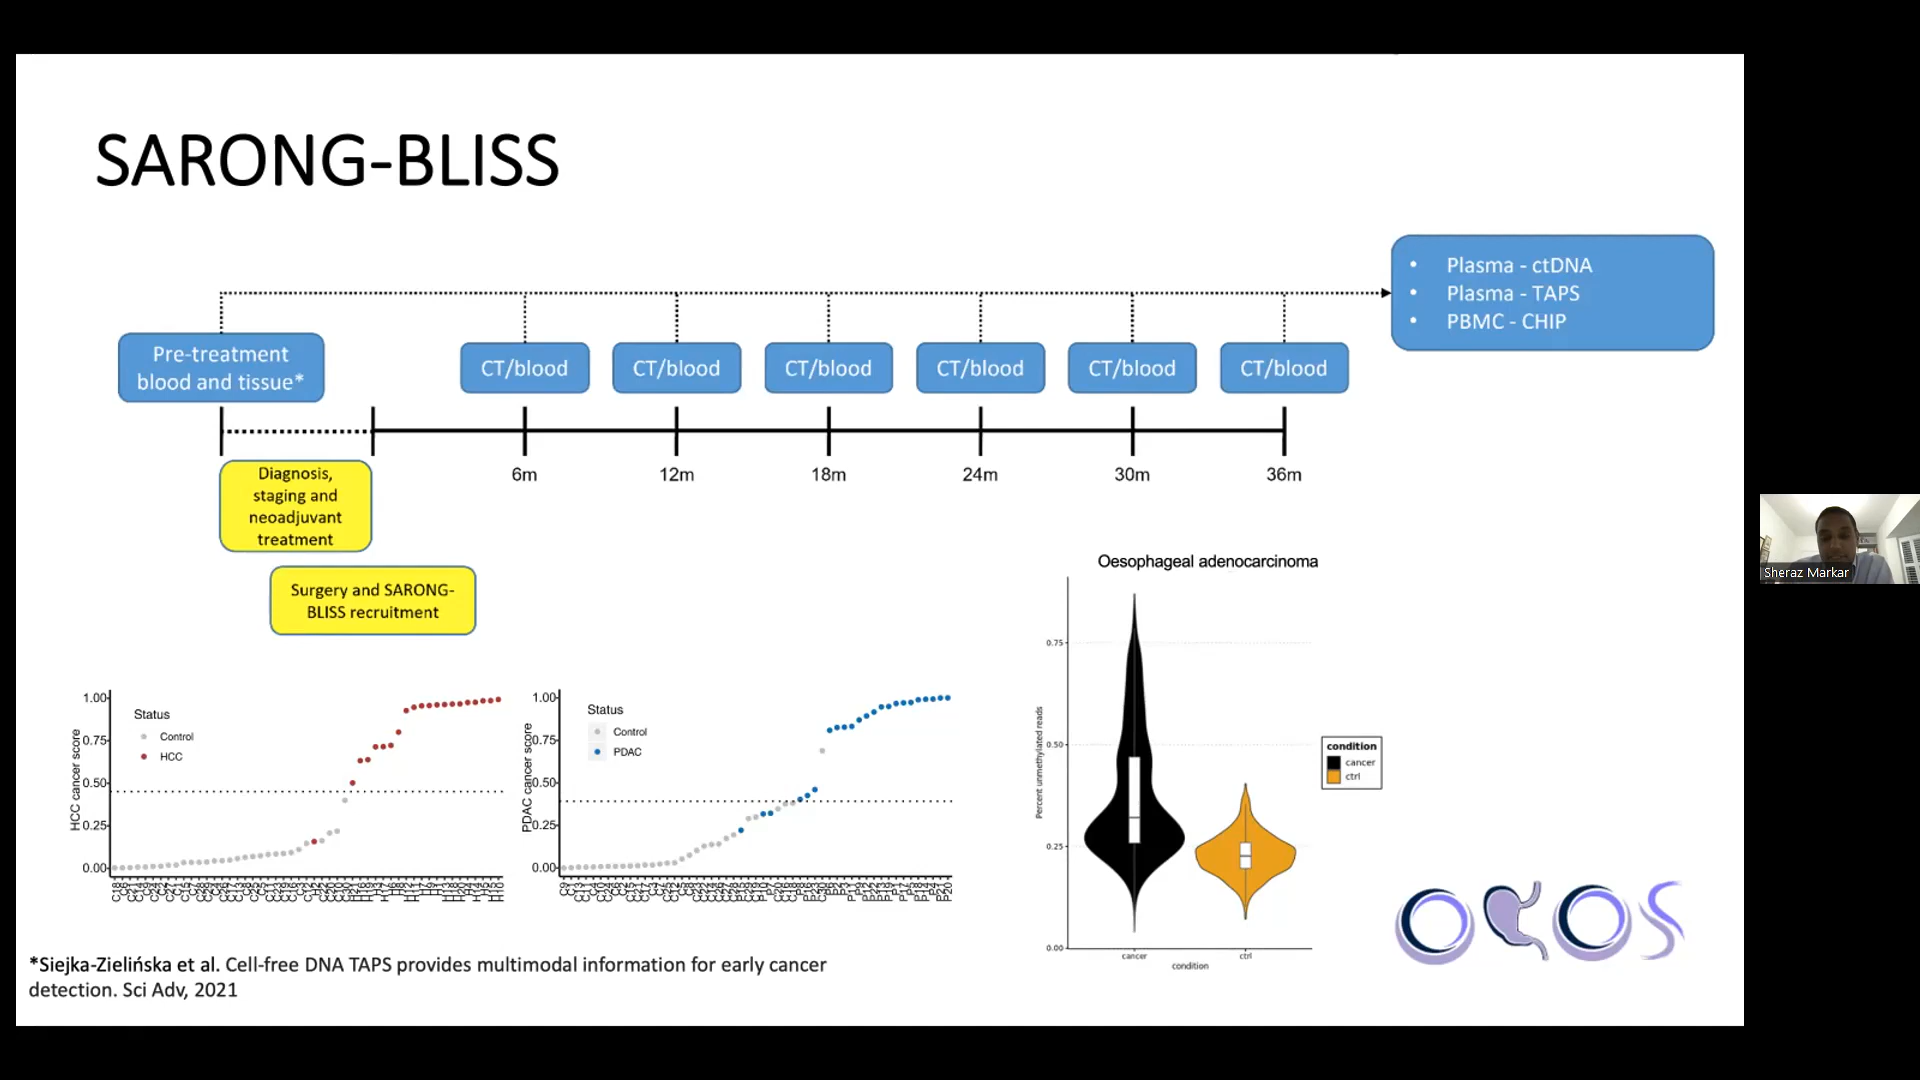 SARONG-BLISS
• Plasma - ctDNA
• Plasma - TAPS
• PBMC - CHIP
Pre-treatment
blood and tissue*
CT/blood
CT/blood
CT/blood
CT/blood
CT/blood
CT/blood
6m
12m
18m
24m
30m
36m
Diagnosis,
staging and
neoadjuvant
treatment
Surgery and SARONG-
BLISS recruitment
Sheraz Markar
HCC cancer score
1.00
0.75
0.50
0.25
0.00
Status
Control
HCC
PDAC cancer score
1.00
0.75
0.50
0.25
0.00
Status
Control
PDAC
Oesophageal adenocarcinoma
Percent unmethylated reads
0.75
0.50
0.25
0.00
cancer
ctrl
condition
condition
cancer
ctrl
*Siejka-Zielińska et al. Cell-free DNA TAPS provides multimodal information for early cancer
detection. Sci Adv, 2021